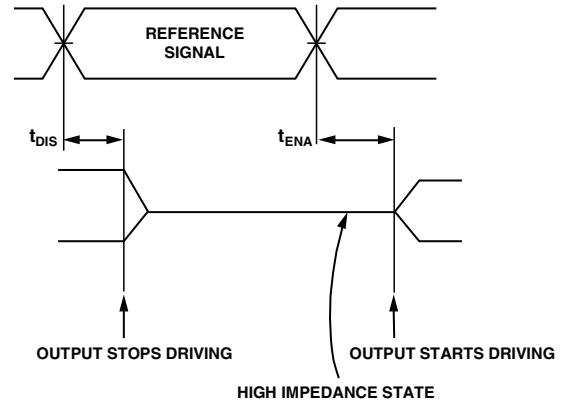 REFERENCE
SIGNAL
tDIS
tENA
OUTPUT STOPS DRIVING
OUTPUT STARTS DRIVING
HIGH IMPEDANCE STATE